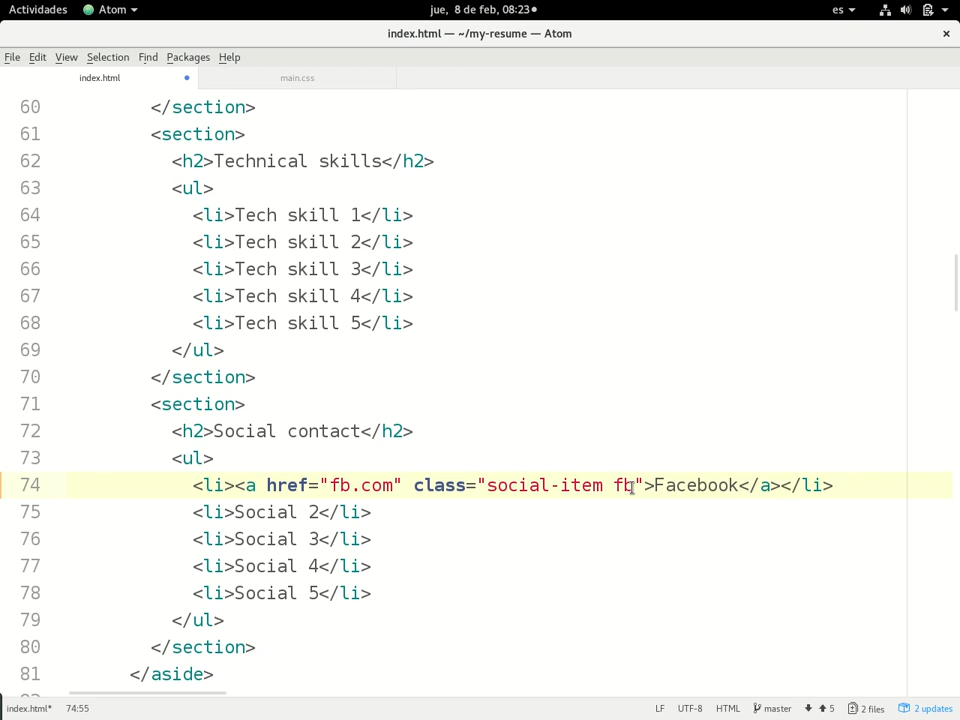 Actividades Atom jue, 8 de feb, 08:23 es
index.html — ~/my-resume — Atom
File Edit View Selection Find Packages Help
index.html main.css
60 </section>
61 <section>
62 <h2>Technical skills</h2>
63 <ul>
64 <li>Tech skill 1</li>
65 <li>Tech skill 2</li>
66 <li>Tech skill 3</li>
67 <li>Tech skill 4</li>
68 <li>Tech skill 5</li>
69 </ul>
70 </section>
71 <section>
72 <h2>Social contact</h2>
73 <ul>
74 <li><a href="fb.com" class="social-item fb">Facebook</a></li>
75 <li>Social 2</li>
76 <li>Social 3</li>
77 <li>Social 4</li>
78 <li>Social 5</li>
79 </ul>
80 </section>
81 </aside>
index.html* 74:55 LF UTF-8 HTML master 5 2 files 2 updates